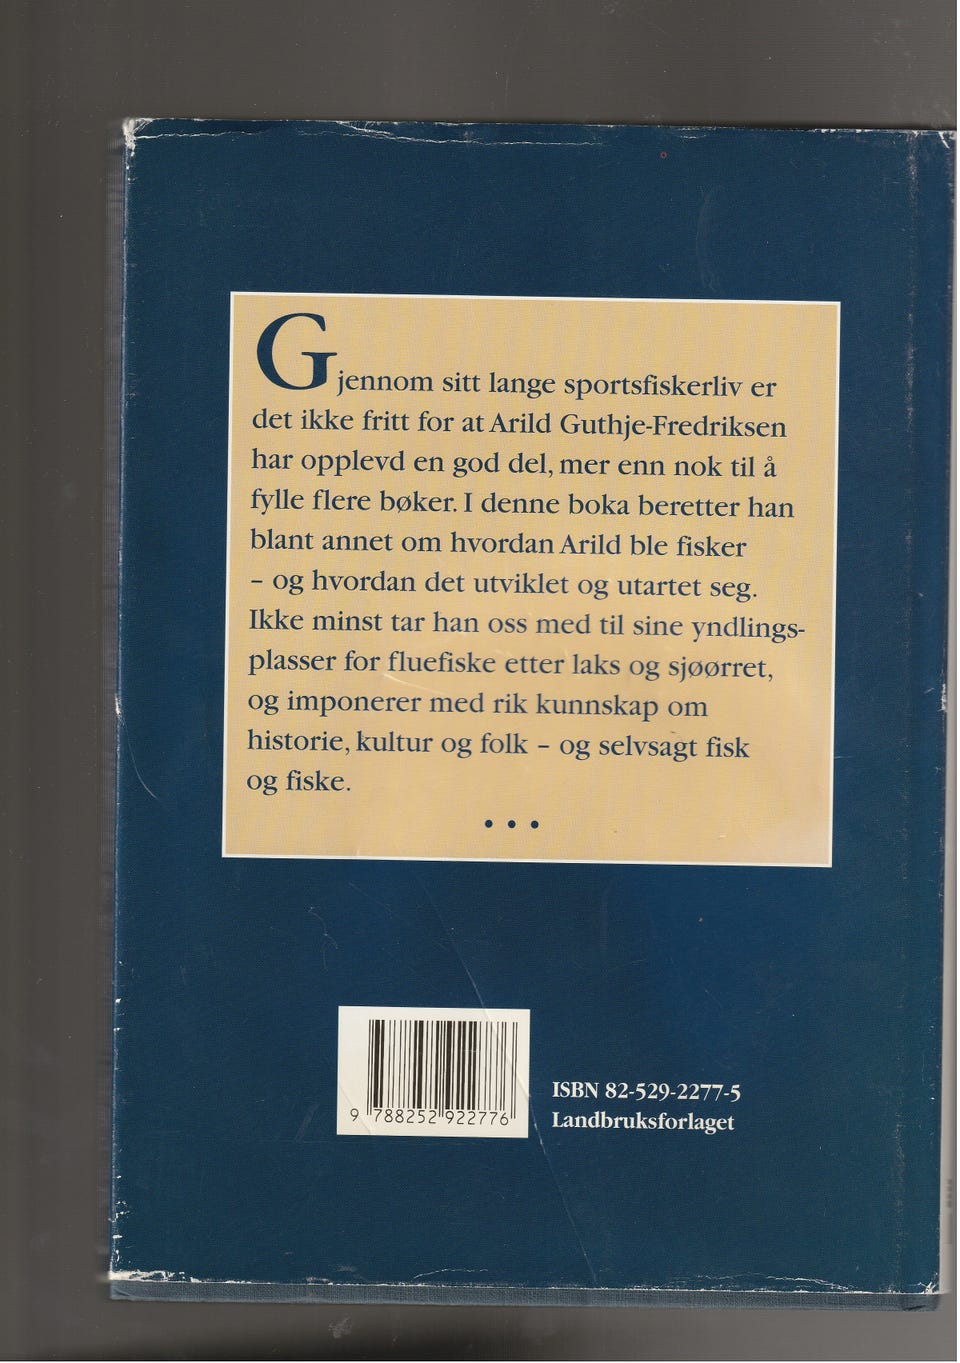 Gjennom sitt lange sportsfiskerliv er
det ikke fritt for at Arild Guthje-Fredriksen
har opplevd en god del, mer enn nok til å
fylle flere bøker. I denne boka beretter han
blant annet om hvordan Arild ble fisker
– og hvordan det utviklet og utartet seg.
Ikke minst tar han oss med til sine yndlings-
plasser for fluefiske etter laks og sjøørret,
og imponerer med rik kunnskap om
historie, kultur og folk – og selvsagt fisk
og fiske.
• • •
9 788252 922776
ISBN 82-529-2277-5
Landbruksforlaget